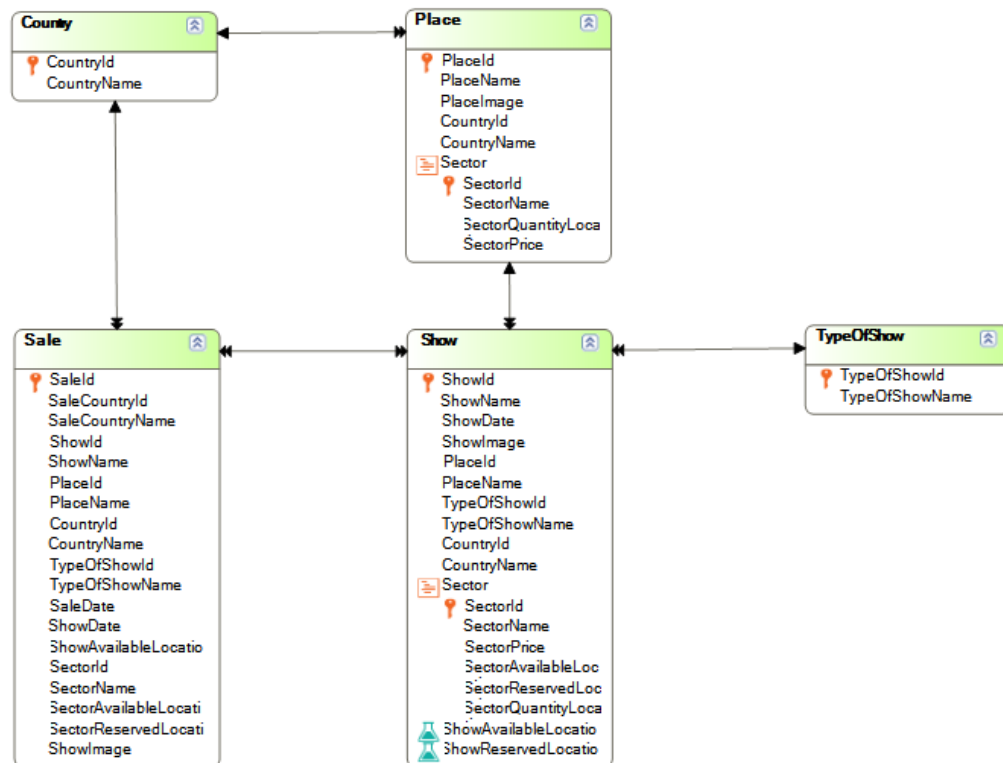 Country
CountryId
CountryName
Place
PlaceId
PlaceName
PlaceImage
CountryId
CountryName
Sector
SectorId
SectorName
SectorQuantityLoca
SectorPrice
Sale
SaleId
SaleCountryId
SaleCountryName
ShowId
ShowName
PlaceId
PlaceName
CountryId
CountryName
TypeOfShowId
TypeOfShowName
SaleDate
ShowDate
ShowAvailableLocatio
SectorId
SectorName
SectorAvailableLocati
SectorReservedLocati
ShowImage
Show
ShowId
ShowName
ShowDate
ShowImage
PlaceId
PlaceName
TypeOfShowId
TypeOfShowName
CountryId
CountryName
Sector
SectorId
SectorName
SectorPrice
SectorAvailableLoc
SectorReservedLoc
SectorQuantityLoca
ShowAvailableLocatio
ShowReservedLocatio
TypeOfShow
TypeOfShowId
TypeOfShowName